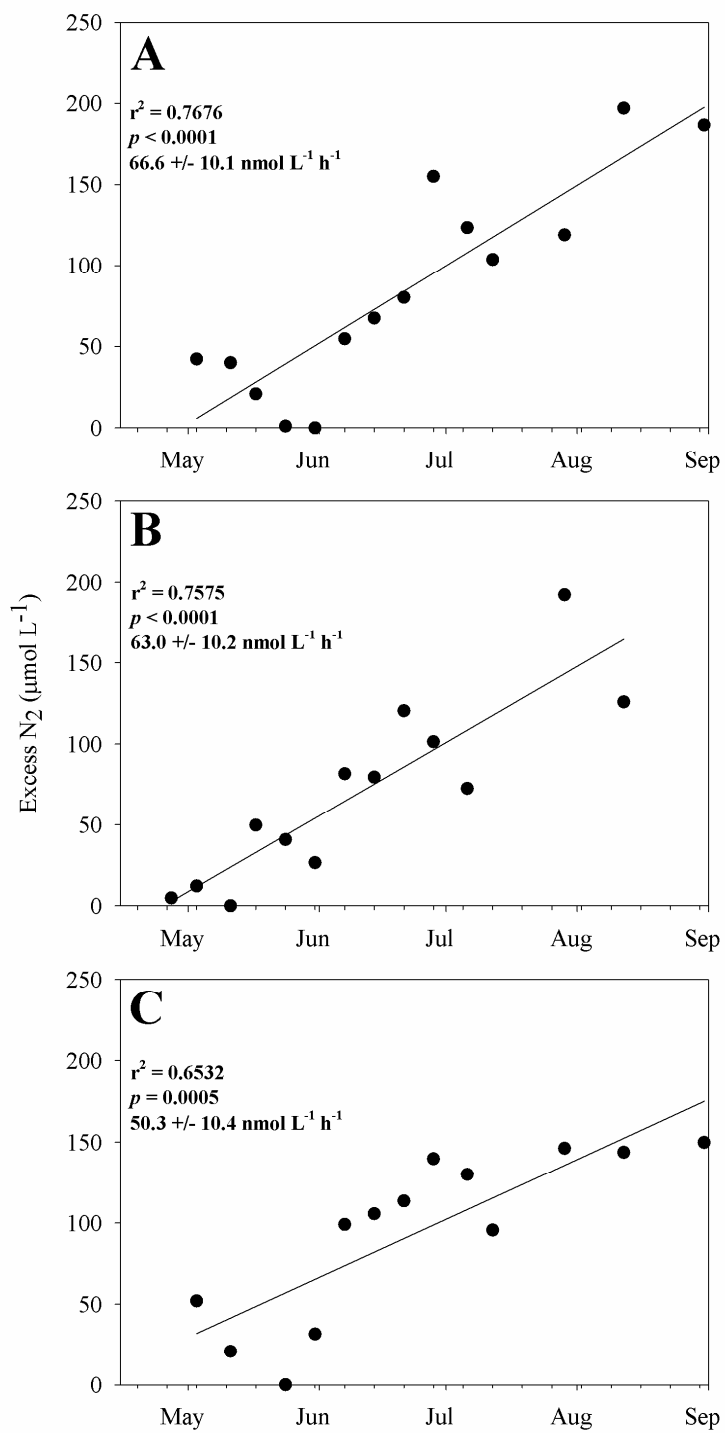 250
A
200
r² = 0.7676
p < 0.0001
66.6 +/- 10.1 nmol L⁻¹ h⁻¹
150
100
50
0
May Jun Jul Aug Sep
250
B
200
r² = 0.7575
p < 0.0001
63.0 +/- 10.2 nmol L⁻¹ h⁻¹
150
Excess N₂ (µmol L⁻¹)
100
50
0
May Jun Jul Aug Sep
250
C
200
r² = 0.6532
p = 0.0005
50.3 +/- 10.4 nmol L⁻¹ h⁻¹
150
100
50
0
May Jun Jul Aug Sep